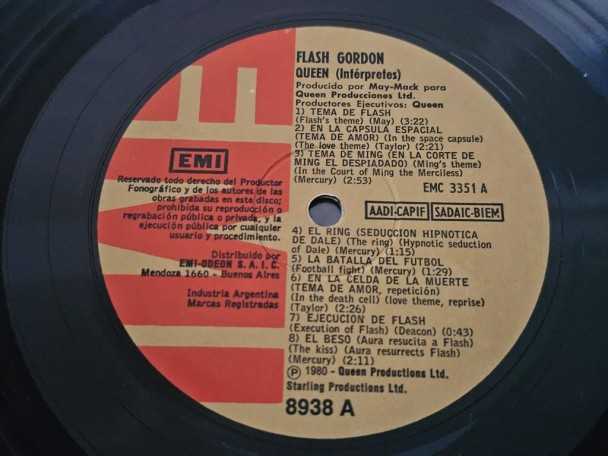 FLASH GORDON
QUEEN (Intérpretes)
Producido por May-Mack para
Queen Producciones Ltd.
Productores Ejecutivos: Queen
1) TEMA DE FLASH
(Flash's theme) (May) (3:22)
2) EN LA CAPSULA ESPACIAL
(TEMA DE AMOR) (In the space capsule)
(The love theme) (Taylor) (2:21)
3) TEMA DE MING (EN LA CORTE DE
MING EL DESPIADADO) (Ming's theme)
(In the Court of Ming the Merciless)
(Mercury) (2:53)
EMC 3351 A
EMI
Reservado todo derecho del Productor
Fonográfico y de los autores de las
obras grabadas en este disco;
prohibida su reproducción o
regrabación pública o privada, y la
ejecución pública por cualquier
usuario y procedimiento.
Distribuido por
EMI-ODEON S. A. I. C.
Mendoza 1660 - Buenos Aires
Industria Argentina
Marcas Registradas
AADI-CAPIF SADAIC-BIEM
4) EL RING (SEDUCCION HIPNOTICA
DE DALE) (The ring) (Hypnotic seduction
of Dale) (Mercury) (1:15)
5) LA BATALLA DEL FUTBOL
(Football fight) (Mercury) (1:29)
6) EN LA CELDA DE LA MUERTE
(TEMA DE AMOR, repetición)
(In the death cell) (love theme, reprise)
(Taylor) (2:26)
7) EJECUCION DE FLASH
(Execution of Flash) (Deacon) (0:43)
8) EL BESO (Aura resucita a Flash)
(The kiss) (Aura resurrects Flash)
(Mercury) (2:11)
Ⓟ 1980 - Queen Productions Ltd.
Starling Productions Ltd.
8938 A